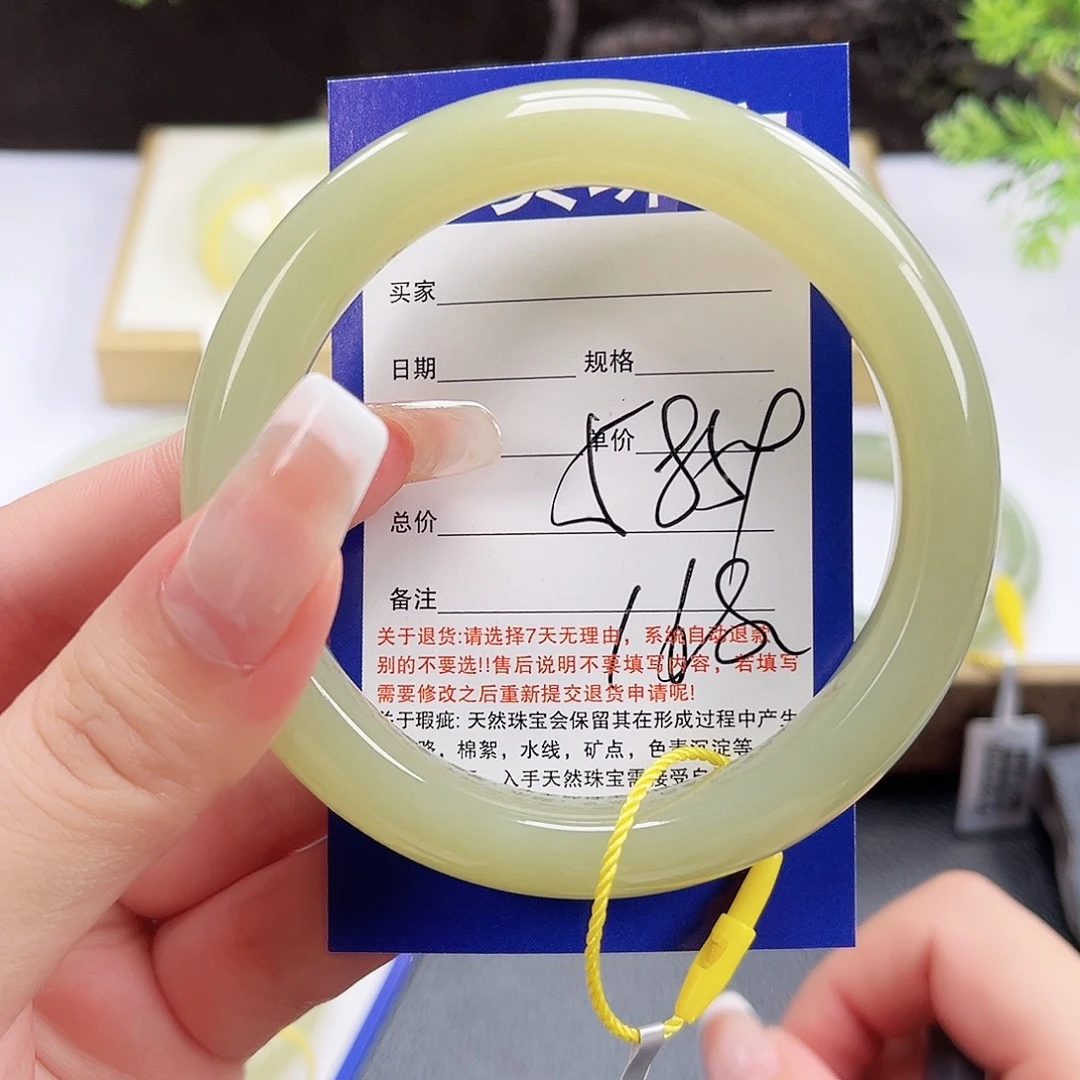 买家
日期 规格
单价
总价
备注
168
关于退货:请选择7天无理由，系统自动退款
别的不要选!!售后说明不要填写内容，若填写
需要修改之后重新提交退货申请呢!
关于瑕疵: 天然珠宝会保留其在形成过程中产生
，棉絮，水线，矿点，色素沉淀等
入手天然珠宝需接受自